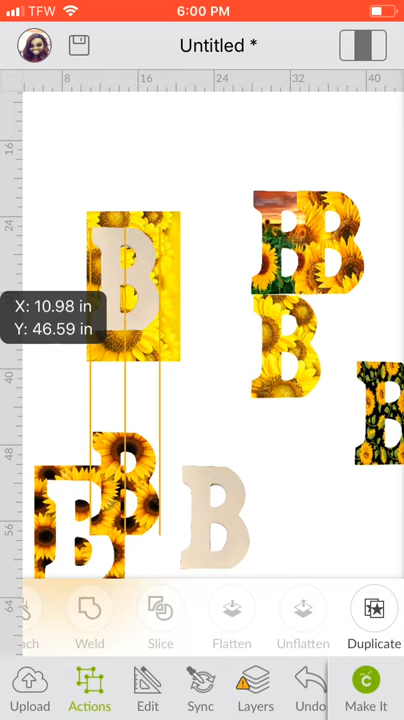 TFW 6:00 PM
Untitled *
8 16 24 32 40
16
24
X: 10.98 in
Y: 46.59 in
40
48
56
64
B
B
B
B
B
B
B
B
Weld Slice Flatten Unflatten Duplicate
Upload Actions Edit Sync Layers Undo Make It